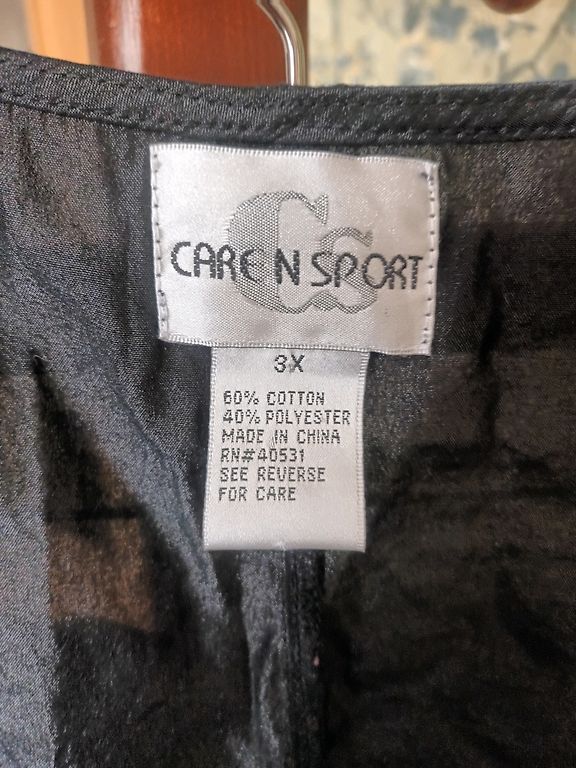 CS
CARE N SPORT
3X
60% COTTON
40% POLYESTER
MADE IN CHINA
RN#40531
SEE REVERSE
FOR CARE